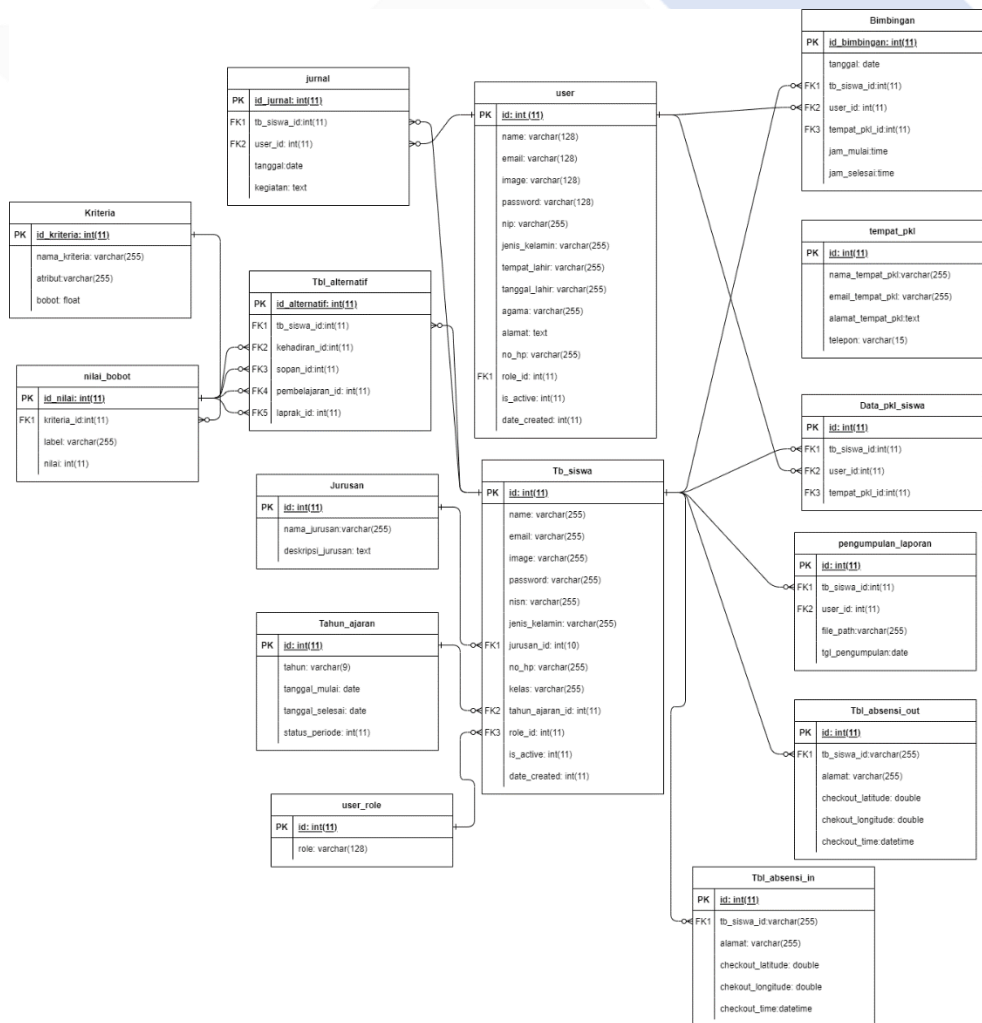 Bimbingan
PK id_bimbingan: int(11)
tanggal: date
FK1 tb_siswa_id:int(11)
FK2 user_id: int(11)
FK3 tempat_pkl_id:int(11)
jam_mulai:time
jam_selesai:time
jurnal
PK id_jurnal: int(11)
FK1 tb_siswa_id:int(11)
FK2 user_id: int(11)
tanggal:date
kegiatan: text
user
PK id: int (11)
name: varchar(128)
email: varchar(128)
image: varchar(128)
password: varchar(128)
nip: varchar(255)
jenis_kelamin: varchar(255)
tempat_lahir: varchar(255)
tanggal_lahir: varchar(255)
agama: varchar(255)
alamat: text
no_hp: varchar(255)
FK1 role_id: int(11)
is_active: int(11)
date_created: int(11)
Kriteria
PK id_kriteria: int(11)
nama_kriteria: varchar(255)
atribut:varchar(255)
bobot: float
tempat_pkl
PK id: int(11)
nama_tempat_pkl:varchar(255)
email_tempat_pkl: varchar(255)
alamat_tempat_pkl:text
telepon: varchar(15)
Tbl_alternatif
PK id_alternatif: int(11)
FK1 tb_siswa_id:int(11)
FK2 kehadiran_id:int(11)
FK3 sopan_id:int(11)
FK4 pembelajaran_id: int(11)
FK5 laprak_id: int(11)
nilai_bobot
PK id_nilai: int(11)
FK1 kriteria_id:int(11)
label: varchar(255)
nilai: int(11)
Data_pkl_siswa
PK id: int(11)
FK1 tb_siswa_id:int(11)
FK2 user_id:int(11)
FK3 tempat_pkl_id:int(11)
Tb_siswa
PK id: int(11)
name: varchar(255)
email: varchar(255)
image: varchar(255)
password: varchar(255)
nisn: varchar(255)
jenis_kelamin: varchar(255)
FK1 jurusan_id: int(10)
no_hp: varchar(255)
kelas: varchar(255)
FK2 tahun_ajaran_id: int(11)
FK3 role_id: int(11)
is_active: int(11)
date_created: int(11)
Jurusan
PK id: int(11)
nama_jurusan:varchar(255)
deskripsi_jurusan: text
pengumpulan_laporan
PK id: int(11)
FK1 tb_siswa_id:int(11)
FK2 user_id: int(11)
file_path:varchar(255)
tgl_pengumpulan:date
Tahun_ajaran
PK id: int(11)
tahun: varchar(9)
tanggal_mulai: date
tanggal_selesai: date
status_periode: int(11)
Tbl_absensi_out
PK id: int(11)
FK1 tb_siswa_id:varchar(255)
alamat: varchar(255)
checkout_latitude: double
chekout_longitude: double
checkout_time:datetime
user_role
PK id: int(11)
role: varchar(128)
Tbl_absensi_in
PK id: int(11)
FK1 tb_siswa_id:varchar(255)
alamat: varchar(255)
checkout_latitude: double
chekout_longitude: double
checkout_time:datetime